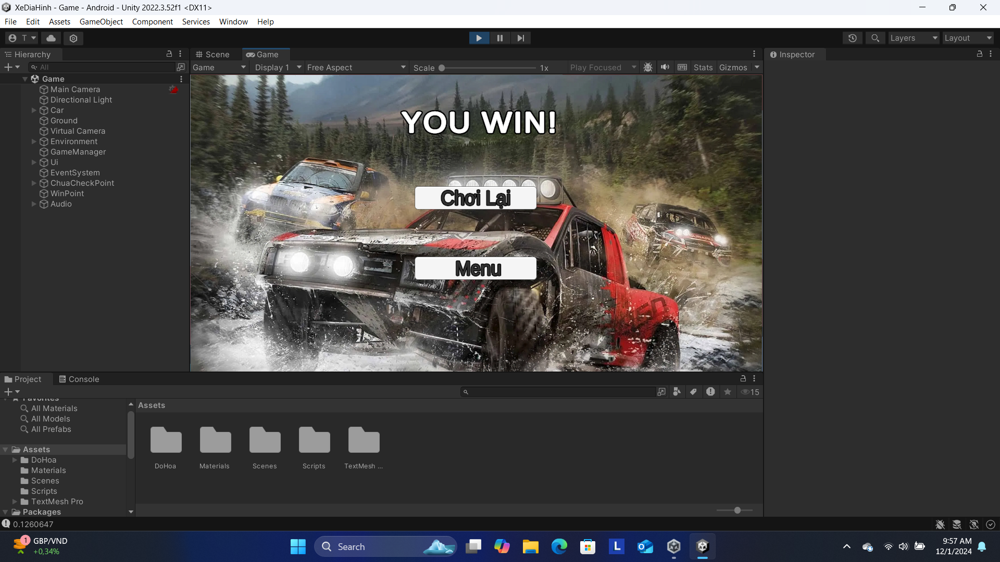 XeDiaHinh - Game - Android - Unity 2022.3.52f1 <DX11>
File Edit Assets GameObject Component Services Window Help
T
Layers
Layout
Hierarchy
Scene
Game
Inspector
All
Game
Display 1
Free Aspect
Scale
1x
Play Focused
Stats
Gizmos
Game
Main Camera
Directional Light
Car
Ground
Virtual Camera
Environment
GameManager
Ui
EventSystem
ChuaCheckPoint
WinPoint
Audio
YOU WIN!
Chơi Lại
Menu
SUBARU
Project
Console
15
Favorites
All Materials
All Models
All Prefabs
Assets
DoHoa
Materials
Scenes
Scripts
TextMesh Pro
Packages
Assets
DoHoa
Materials
Scenes
Scripts
TextMesh ...
0.1260647
1
GBP/VND
+0,34%
Search
L
9:57 AM
12/1/2024